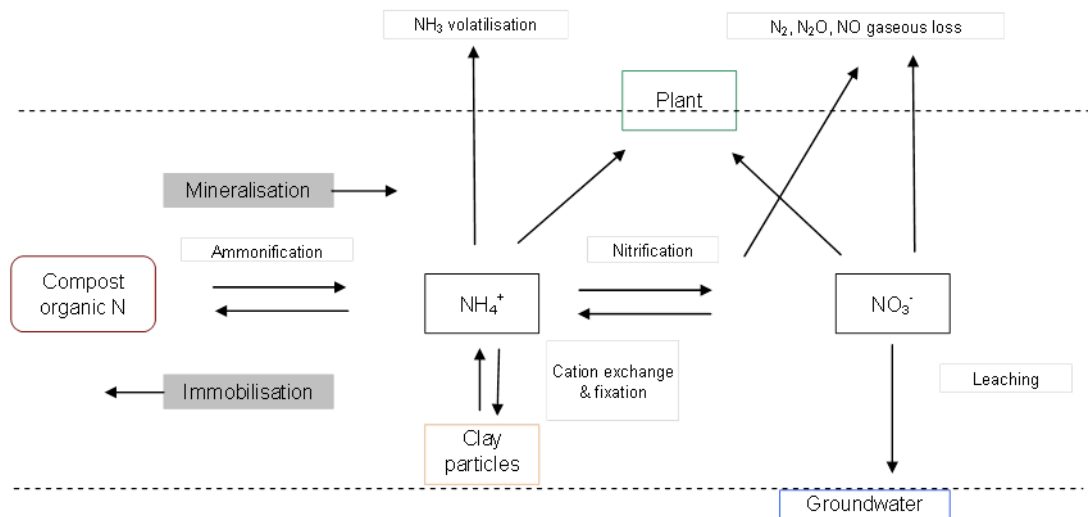 NH₃ volatilisation
N₂, N₂O, NO gaseous loss
Plant
Mineralisation
Ammonification
Nitrification
Compost
organic N
NH₄⁺
NO₃⁻
Cation exchange
& fixation
Immobilisation
Leaching
Clay
particles
Groundwater